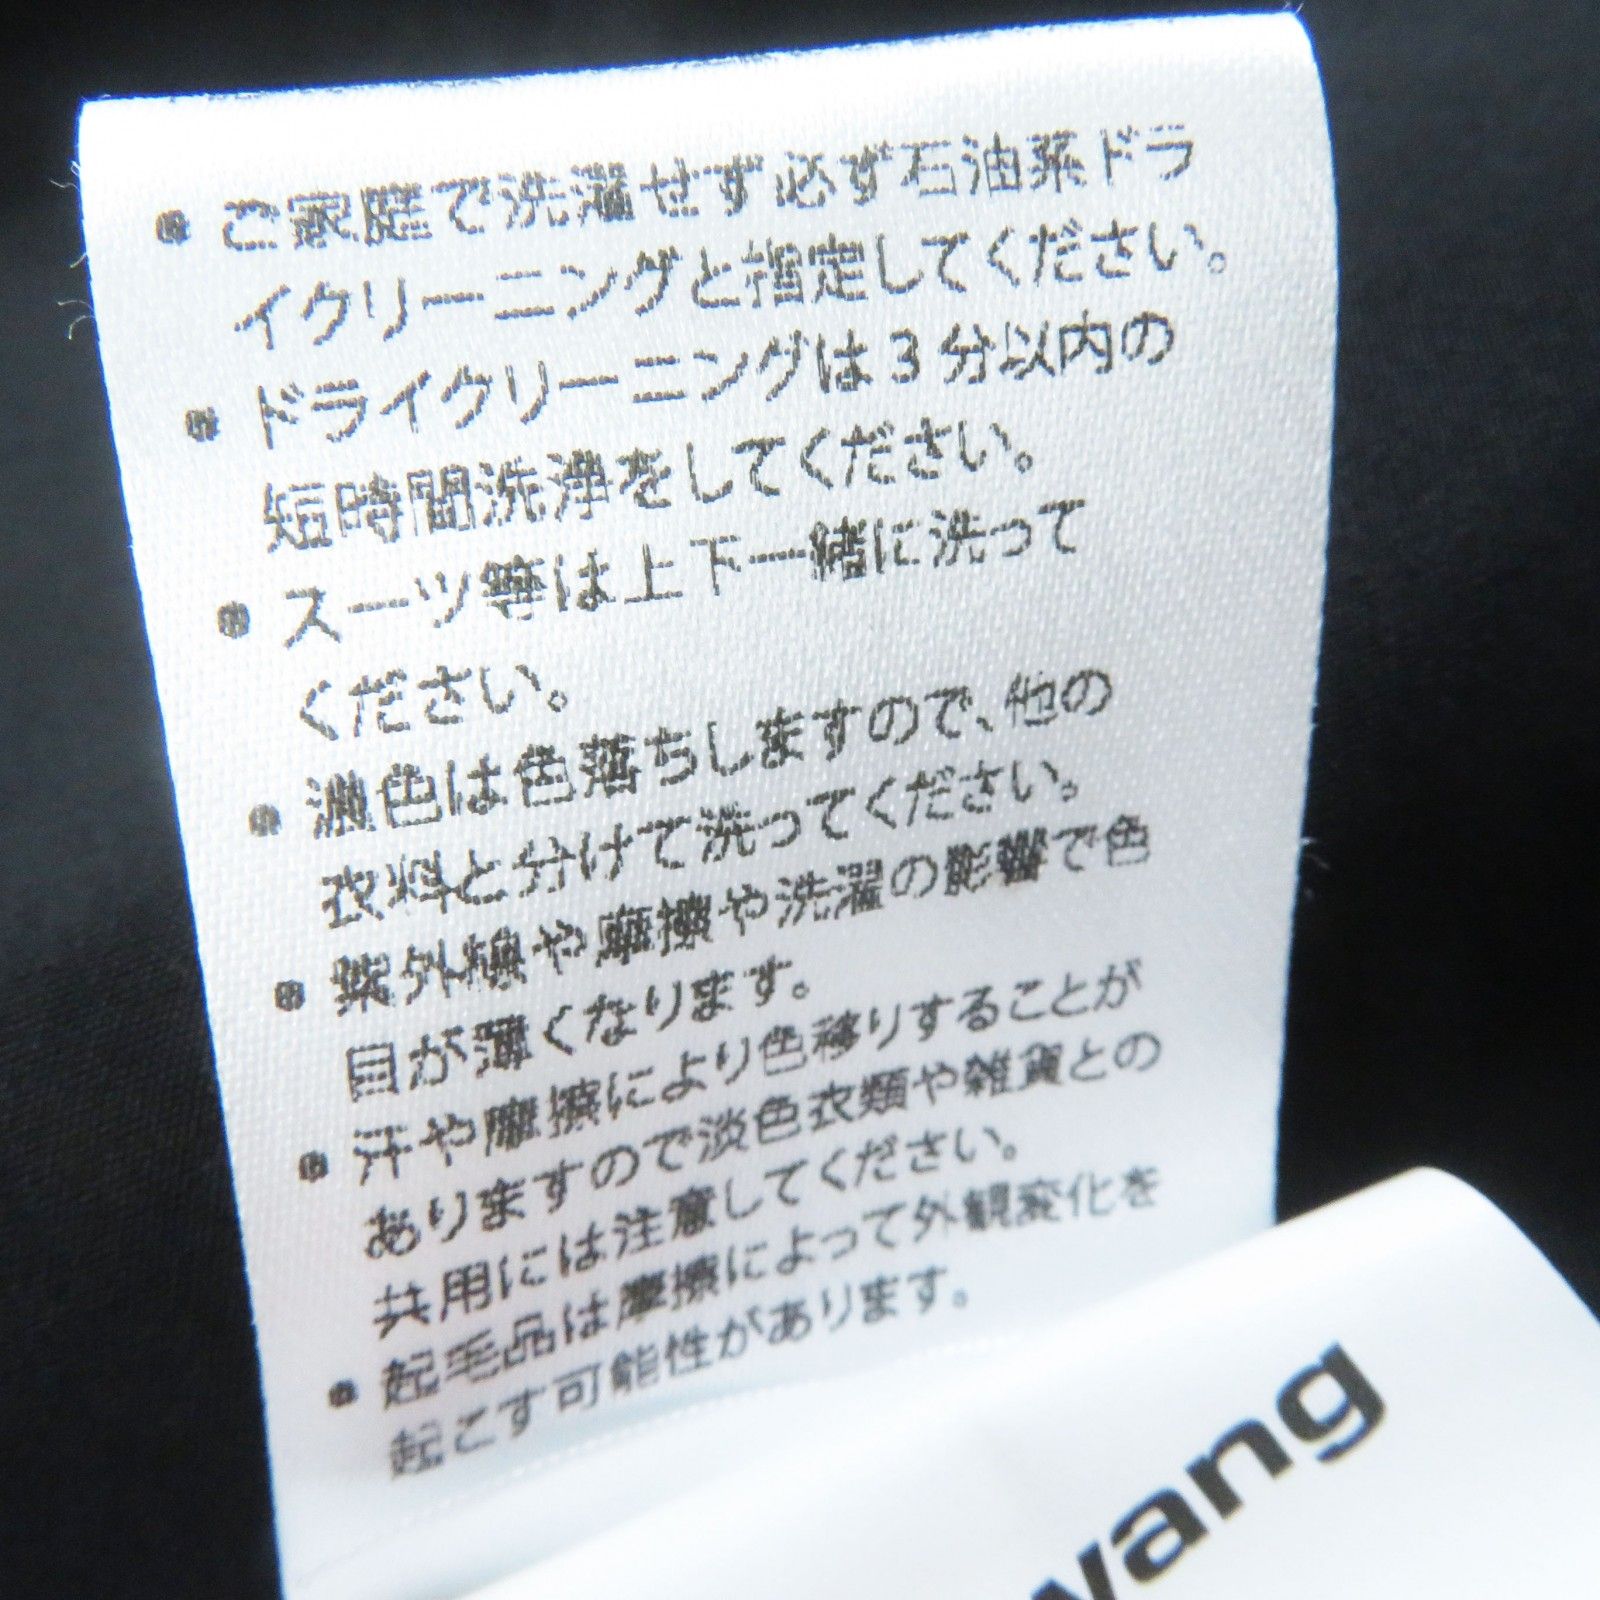 • ご家庭で洗濯せず必ず石油系ドラ
イクリーニングと指定してください。
• ドライクリーニングは3分以内の
短時間洗浄をしてください。
• スーツ等は上下一緒に洗って
ください。
• 濃色は色落ちしますので、他の
衣料と分けて洗ってください。
• 紫外線や摩擦や洗濯の影響で色
目が薄くなります。
• 汗や摩擦により色移りすることが
ありますので淡色衣類や雑貨との
共用には注意してください。
• 起毛品は摩擦によって外観変化を
起こす可能性があります。
wang